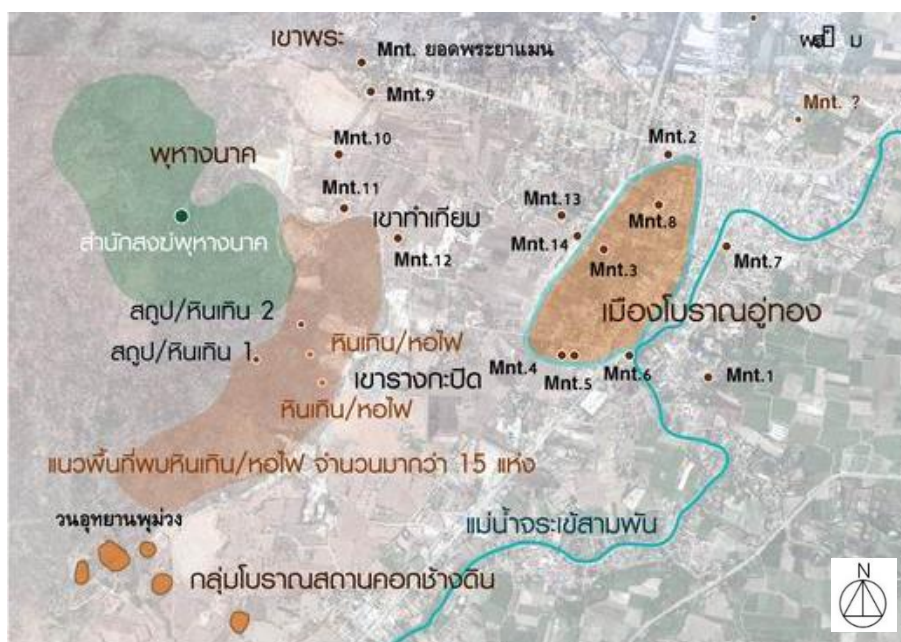 เขาพระ
Mnt. ยอดพระยาแมน
Mnt.9
Mnt. ?
Mnt.10
Mnt.2
พุหางนาค
Mnt.11
Mnt.13
Mnt.8
เขาทำเทียม
สำนักสงฆ์พุหางนาค
Mnt.12
Mnt.14
Mnt.3
Mnt.7
สถูป/หินเทิน 2
เมืองโบราณอู่ทอง
สถูป/หินเทิน 1
หินเทิน/หอไฟ
Mnt.4
Mnt.5
Mnt.6
Mnt.1
เขารางกะปิด
หินเทิน/หอไฟ
แนวพื้นที่พบหินเทิน/หอไฟ จำนวนมากว่า 15 แห่ง
วนอุทยานพุม่วง
แม่น้ำจระเข้สามพัน
กลุ่มโบราณสถานคอกช้างดิน
N